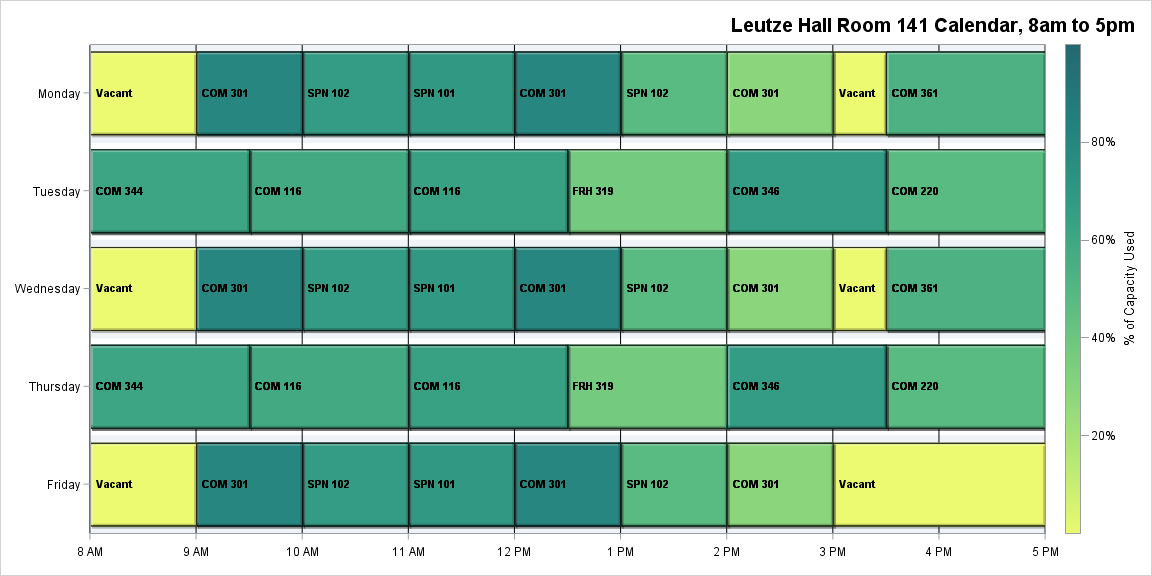 Leutze Hall Room 141 Calendar, 8am to 5pm
Monday
Vacant
COM 301
SPN 102
SPN 101
COM 301
SPN 102
COM 301
Vacant
COM 361
Tuesday
COM 344
COM 116
COM 116
FRH 319
COM 346
COM 220
Wednesday
Vacant
COM 301
SPN 102
SPN 101
COM 301
SPN 102
COM 301
Vacant
COM 361
Thursday
COM 344
COM 116
COM 116
FRH 319
COM 346
COM 220
Friday
Vacant
COM 301
SPN 102
SPN 101
COM 301
SPN 102
COM 301
Vacant
8 AM
9 AM
10 AM
11 AM
12 PM
1 PM
2 PM
3 PM
4 PM
5 PM
80%
60%
40%
20%
% of Capacity Used